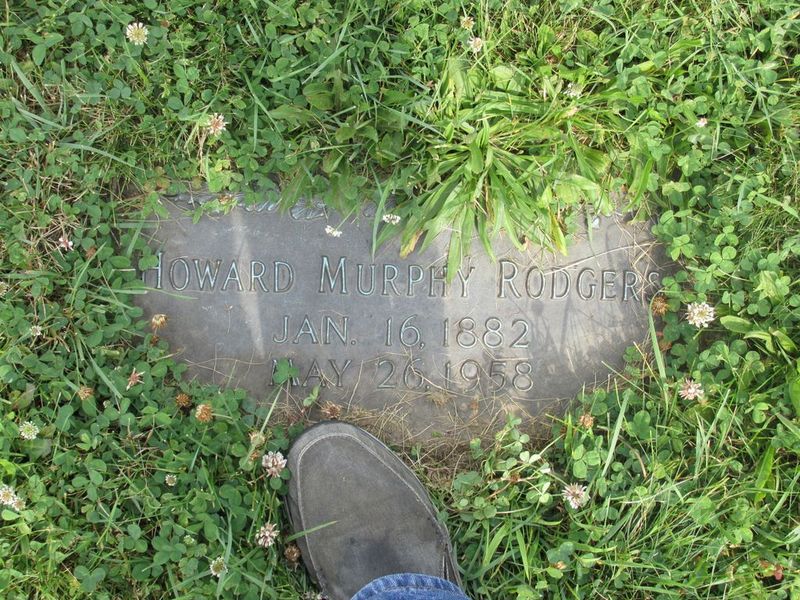 HOWARD MURPHY RODGERS
JAN. 16, 1882
MAY 26, 1958